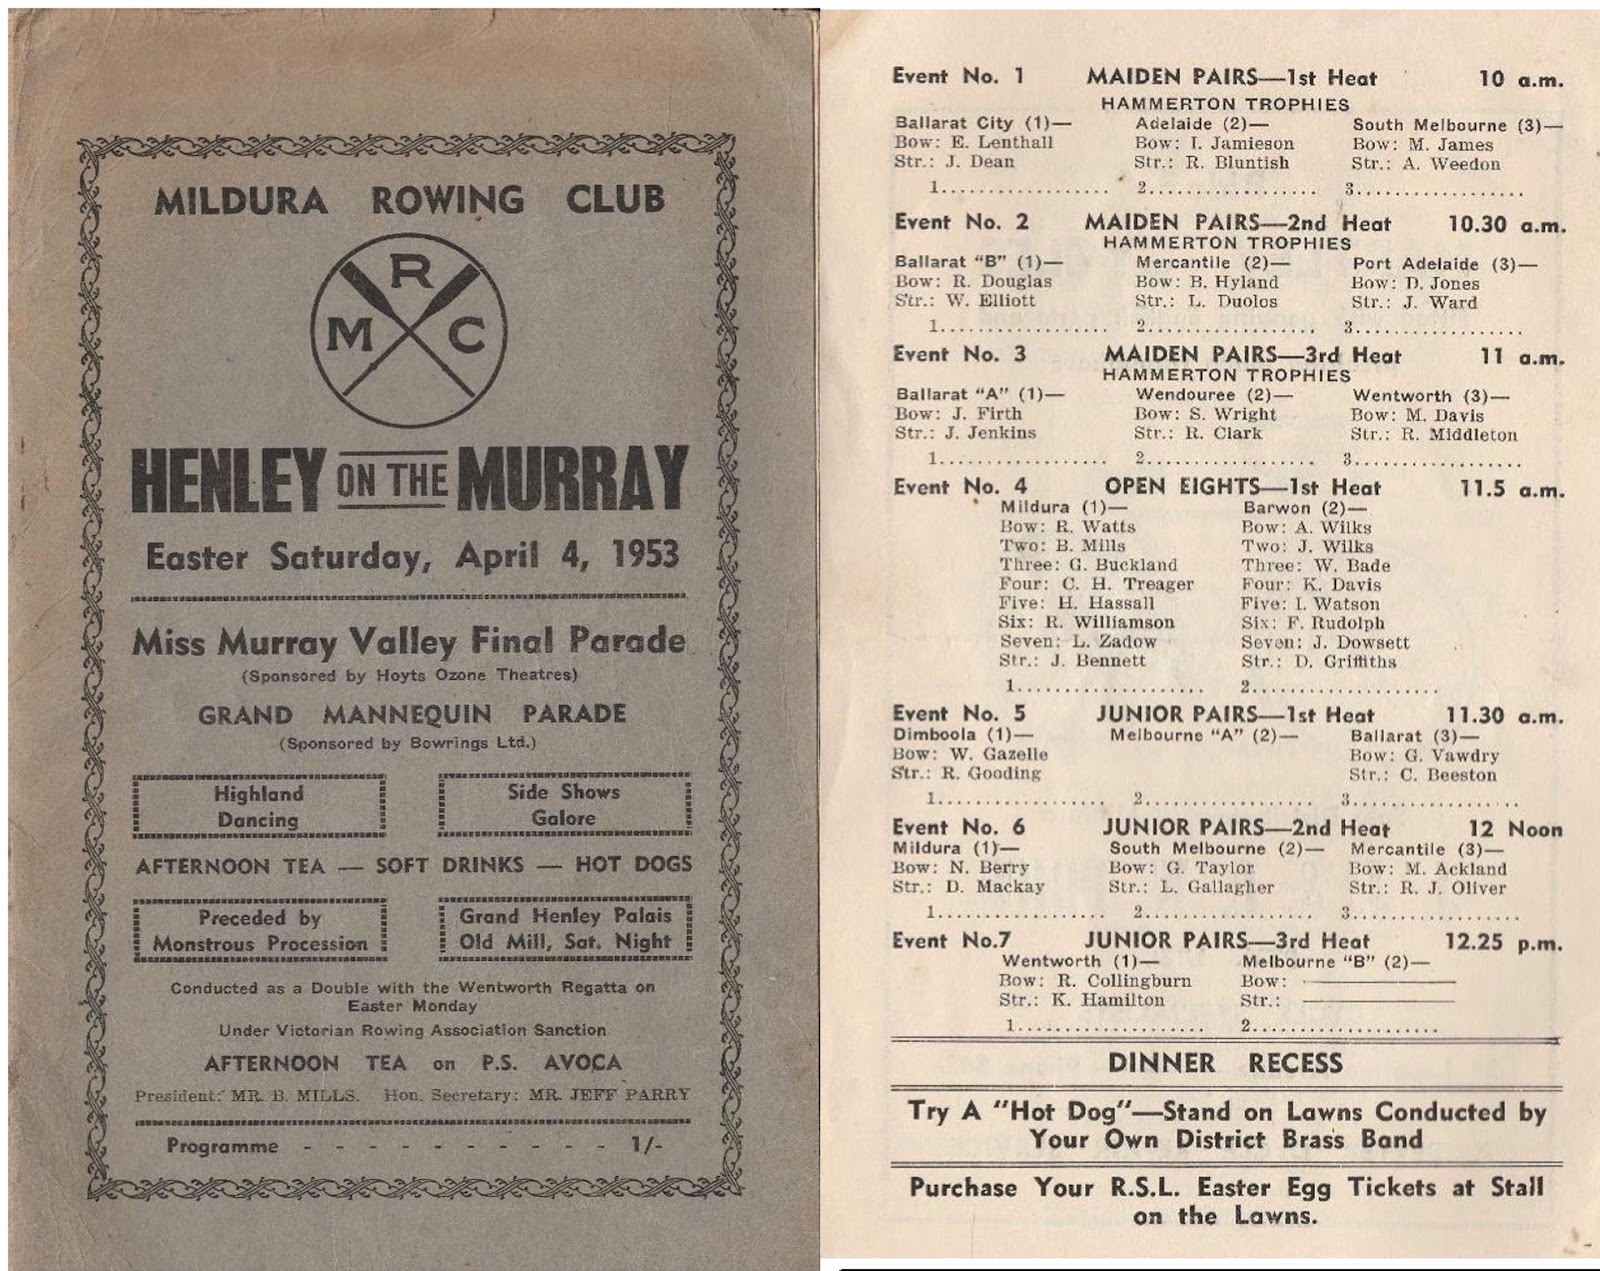 MILDURA ROWING CLUB
R
M C
HENLEY ON THE MURRAY
Easter Saturday, April 4, 1953
Miss Murray Valley Final Parade
(Sponsored by Hoyts Ozone Theatres)
GRAND MANNEQUIN PARADE
(Sponsored by Bowrings Ltd.)
Highland
Dancing
Side Shows
Galore
AFTERNOON TEA — SOFT DRINKS — HOT DOGS
Preceded by
Monstrous Procession
Grand Henley Palais
Old Mill, Sat. Night
Conducted as a Double with the Wentworth Regatta on
Easter Monday
Under Victorian Rowing Association Sanction
AFTERNOON TEA on P.S. AVOCA
President: MR. B. MILLS. Hon. Secretary: MR. JEFF PARRY
Programme - - - - - - - - - - 1/-
Event No. 1 MAIDEN PAIRS—1st Heat 10 a.m.
HAMMERTON TROPHIES
Ballarat City (1)— Adelaide (2)— South Melbourne (3)—
Bow: E. Lenthall Bow: I. Jamieson Bow: M. James
Str.: J. Dean Str.: R. Bluntish Str.: A. Weedon
1.................. 2.................. 3..................
Event No. 2 MAIDEN PAIRS—2nd Heat 10.30 a.m.
HAMMERTON TROPHIES
Ballarat "B" (1)— Mercantile (2)— Port Adelaide (3)—
Bow: R. Douglas Bow: B. Hyland Bow: D. Jones
Str.: W. Elliott Str.: L. Duolos Str.: J. Ward
1.................. 2.................. 3..................
Event No. 3 MAIDEN PAIRS—3rd Heat 11 a.m.
HAMMERTON TROPHIES
Ballarat "A" (1)— Wendouree (2)— Wentworth (3)—
Bow: J. Firth Bow: S. Wright Bow: M. Davis
Str.: J. Jenkins Str.: R. Clark Str.: R. Middleton
1.................. 2.................. 3..................
Event No. 4 OPEN EIGHTS—1st Heat 11.5 a.m.
Mildura (1)— Barwon (2)—
Bow: R. Watts Bow: A. Wilks
Two: B. Mills Two: J. Wilks
Three: G. Buckland Three: W. Bade
Four: C. H. Treager Four: K. Davis
Five: H. Hassall Five: I. Watson
Six: R. Williamson Six: F. Rudolph
Seven: L. Zadow Seven: J. Dowsett
Str.: J. Bennett Str.: D. Griffiths
1.................... 2....................
Event No. 5 JUNIOR PAIRS—1st Heat 11.30 a.m.
Dimboola (1)— Melbourne "A" (2)— Ballarat (3)—
Bow: W. Gazelle Bow: G. Vawdry
Str.: R. Gooding Str.: C. Beeston
1.................. 2.................. 3..................
Event No. 6 JUNIOR PAIRS—2nd Heat 12 Noon
Mildura (1)— South Melbourne (2)— Mercantile (3)—
Bow: N. Berry Bow: G. Taylor Bow: M. Ackland
Str.: D. Mackay Str.: L. Gallagher Str.: R. J. Oliver
1.................. 2.................. 3..................
Event No.7 JUNIOR PAIRS—3rd Heat 12.25 p.m.
Wentworth (1)— Melbourne "B" (2)—
Bow: R. Collingburn Bow:
Str.: K. Hamilton Str.:
1.................... 2....................
DINNER RECESS
Try A "Hot Dog"—Stand on Lawns Conducted by
Your Own District Brass Band
Purchase Your R.S.L. Easter Egg Tickets at Stall
on the Lawns.